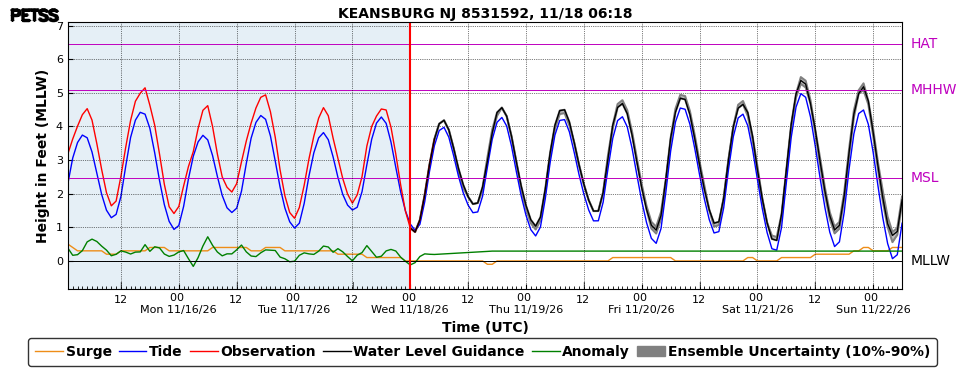 PETSS
KEANSBURG NJ 8531592, 11/18 06:18
Height in Feet (MLLW)
7
6
5
4
3
2
1
0
HAT
MHHW
MSL
MLLW
12 00 12 00 12 00 12 00 12 00 12 00 12 00
Mon 11/16/26 Tue 11/17/26 Wed 11/18/26 Thu 11/19/26 Fri 11/20/26 Sat 11/21/26 Sun 11/22/26
Time (UTC)
Surge Tide Observation Water Level Guidance Anomaly Ensemble Uncertainty (10%-90%)